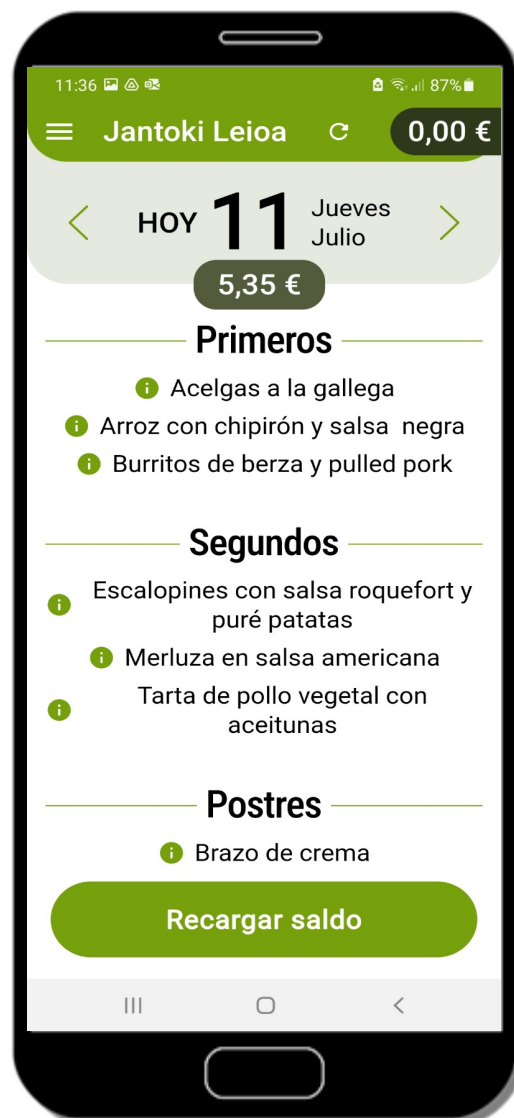 11:36 87%
Jantoki Leioa 0,00 €
HOY 11 Jueves
Julio
5,35 €
Primeros
Acelgas a la gallega
Arroz con chipirón y salsa negra
Burritos de berza y pulled pork
Segundos
Escalopines con salsa roquefort y
puré patatas
Merluza en salsa americana
Tarta de pollo vegetal con
aceitunas
Postres
Brazo de crema
Recargar saldo